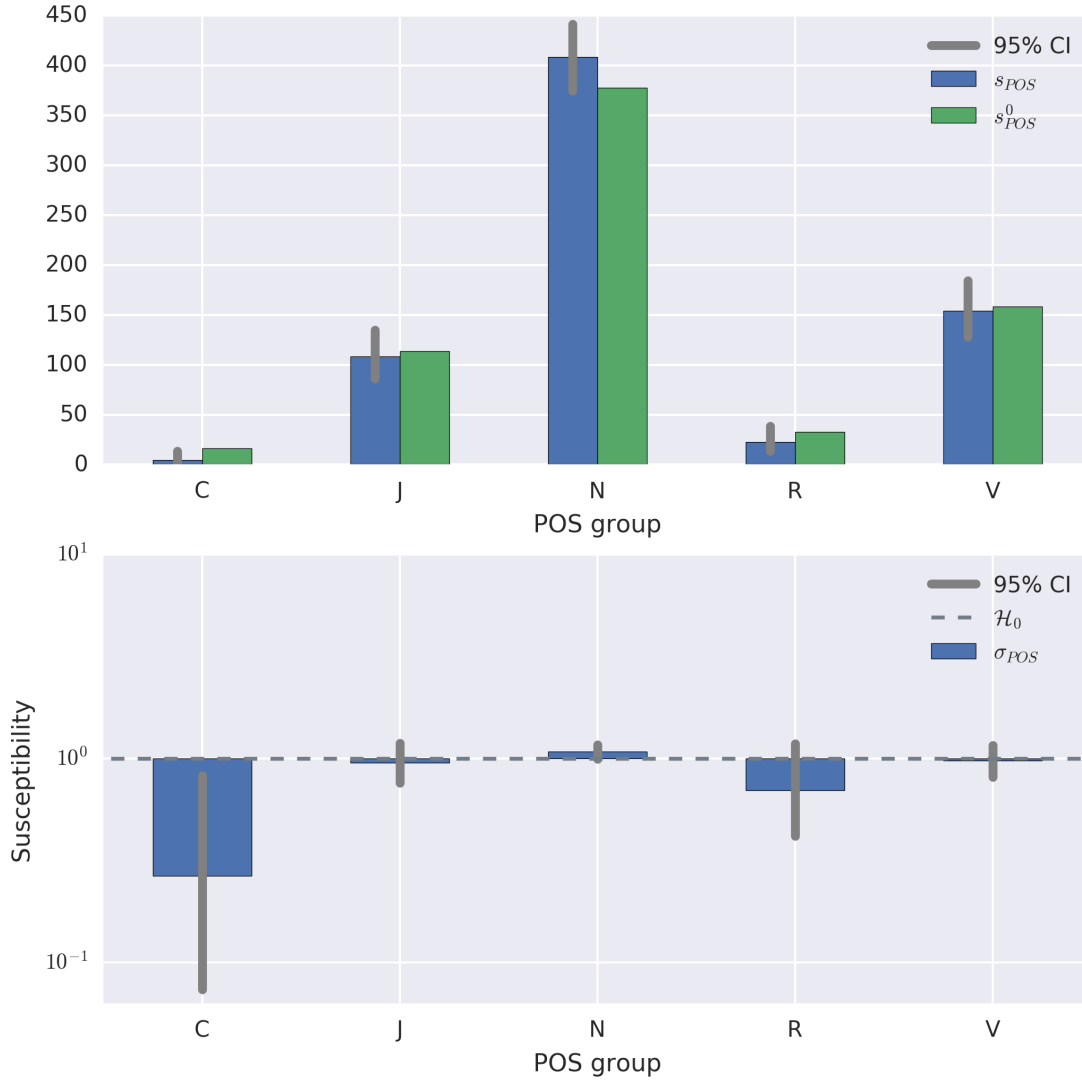 450
400
350
300
250
200
150
100
50
0
95% CI
s_POS
s^0_POS
C J N R V
POS group
10^1
10^0
10^−1
Susceptibility
95% CI
ℋ_0
σ_POS
C J N R V
POS group